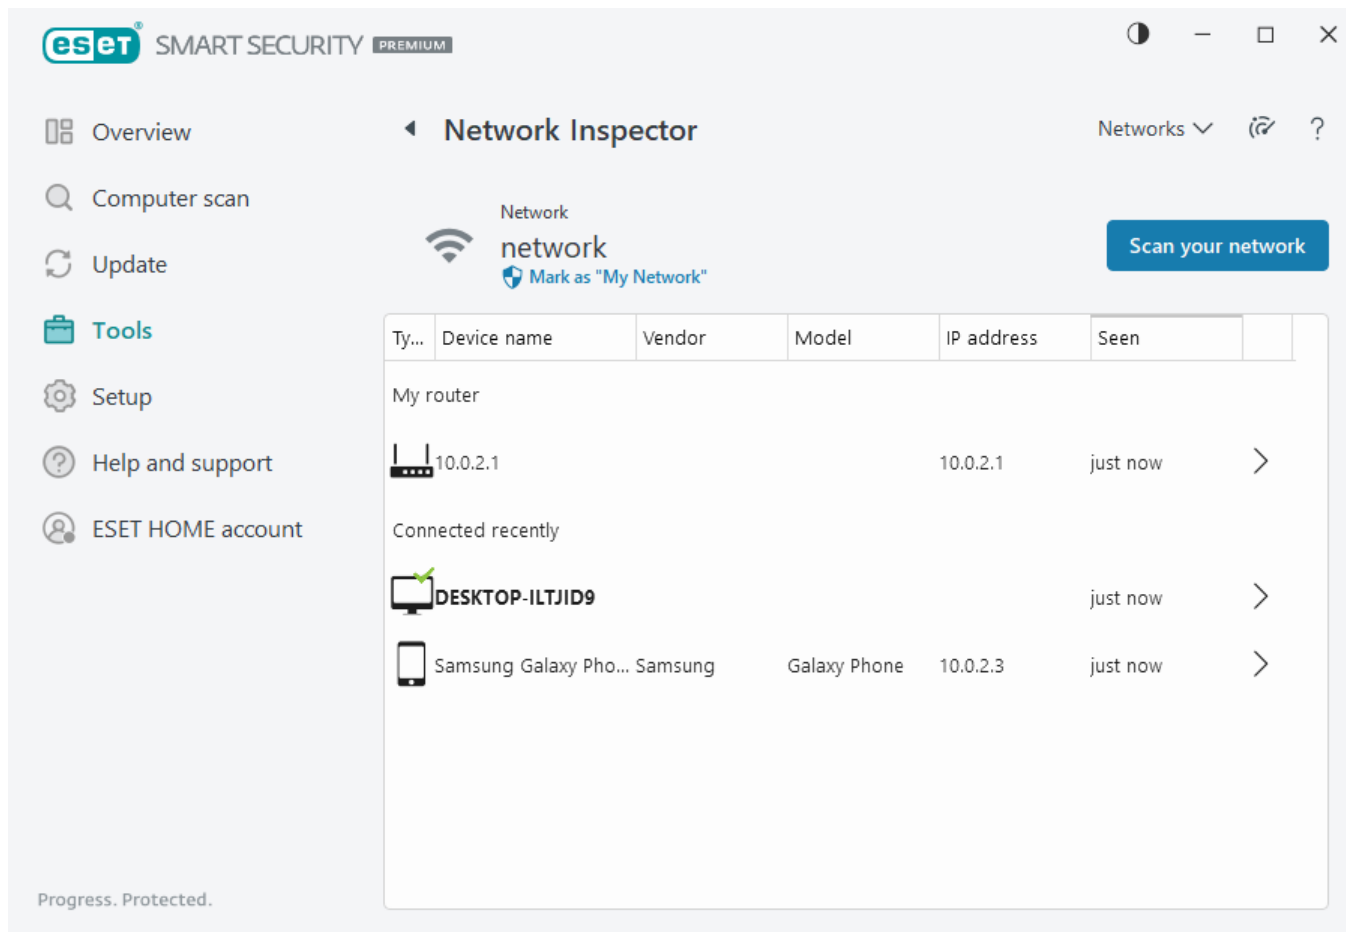 eset® SMART SECURITY PREMIUM
Overview
Computer scan
Update
Tools
Setup
Help and support
ESET HOME account
Progress. Protected.
Network Inspector
Networks
?
Network
network
Mark as "My Network"
Scan your network
Ty... Device name Vendor Model IP address Seen
My router
10.0.2.1 10.0.2.1 just now
Connected recently
DESKTOP-ILTJID9 just now
Samsung Galaxy Pho... Samsung Galaxy Phone 10.0.2.3 just now